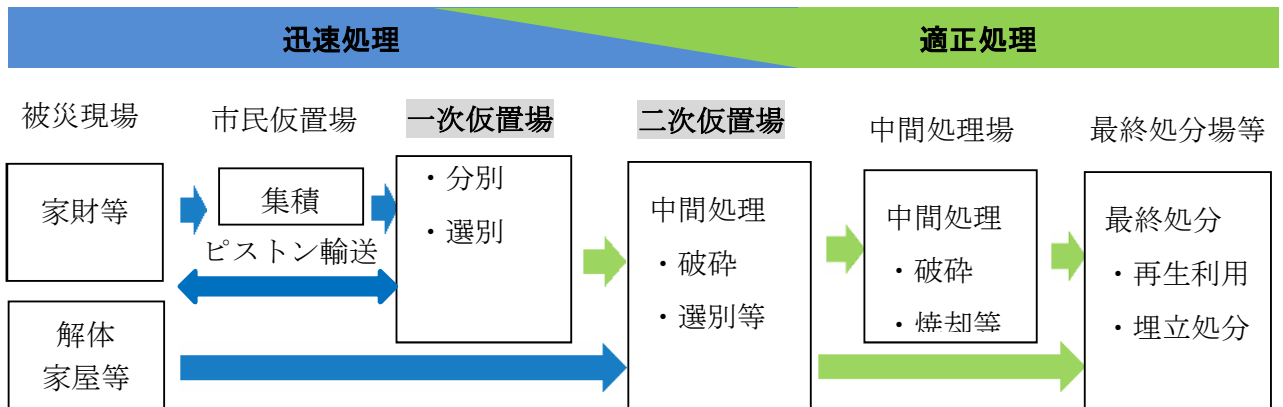 迅速処理
適正処理
被災現場
市民仮置場
一次仮置場
二次仮置場
中間処理場
最終処分場等
家財等
集積
ピストン輸送
・分別
・選別
中間処理
・破砕
・選別等
中間処理
・破砕
・焼却等
最終処分
・再生利用
・埋立処分
解体
家屋等